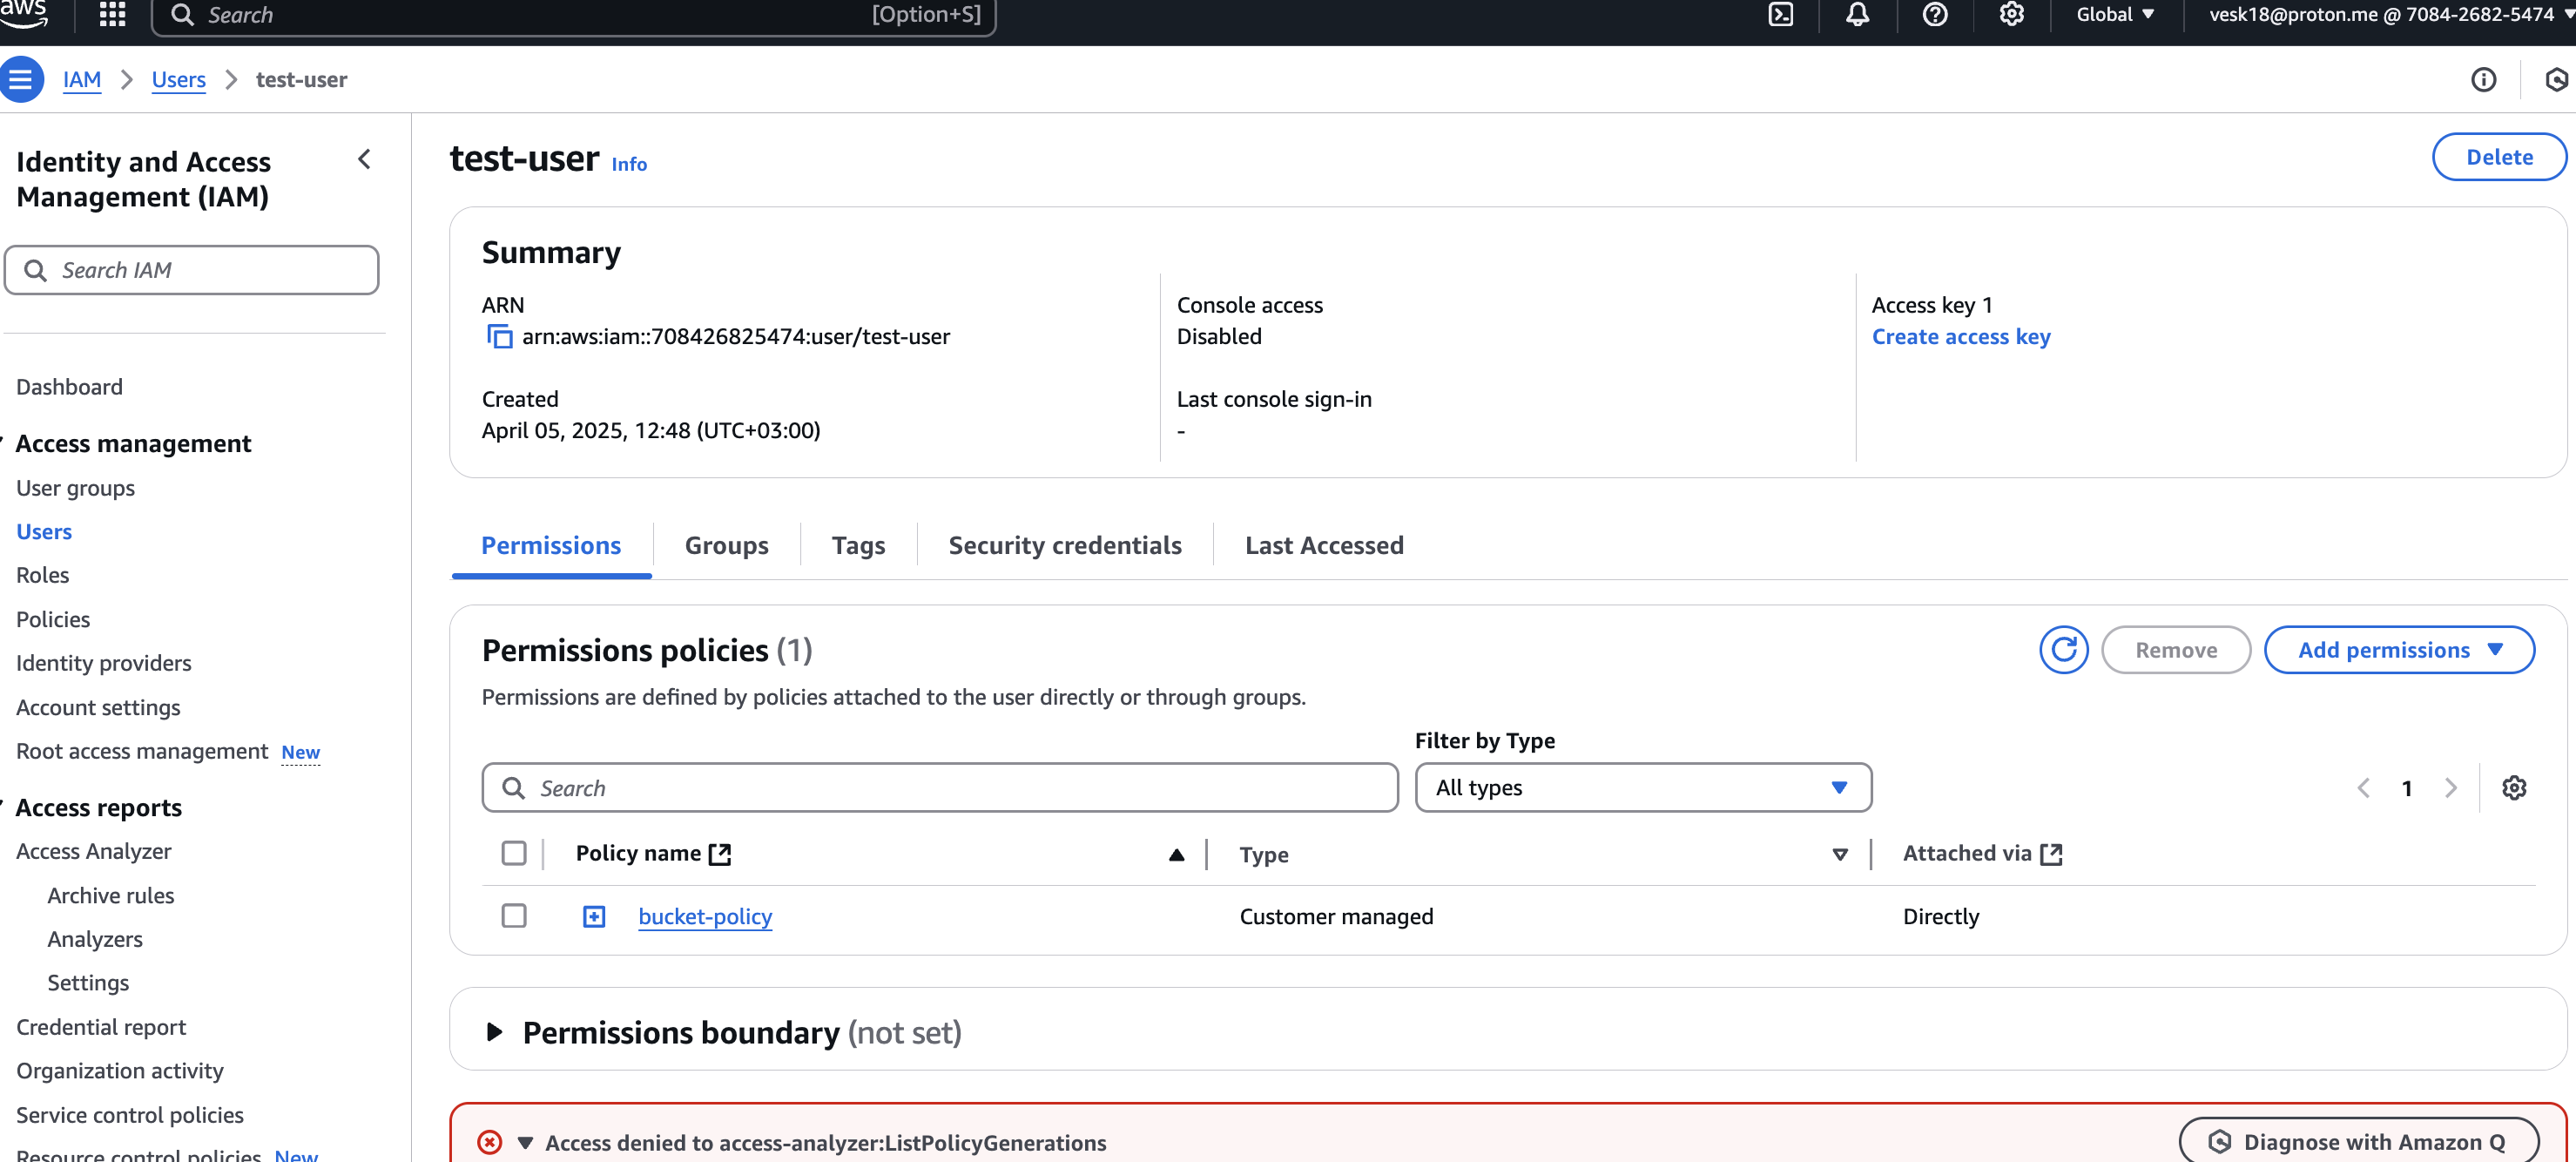 aws
Search
[Option+S]
Global
vesk18@proton.me @ 7084-2682-5474
IAM
Users
test-user
Identity and Access
Management (IAM)
Search IAM
Dashboard
Access management
User groups
Users
Roles
Policies
Identity providers
Account settings
Root access management New
Access reports
Access Analyzer
Archive rules
Analyzers
Settings
Credential report
Organization activity
Service control policies
Resource control policies New
test-user Info
Delete
Summary
ARN
arn:aws:iam::708426825474:user/test-user
Created
April 05, 2025, 12:48 (UTC+03:00)
Console access
Disabled
Last console sign-in
-
Access key 1
Create access key
Permissions
Groups
Tags
Security credentials
Last Accessed
Permissions policies (1)
Remove
Add permissions
Permissions are defined by policies attached to the user directly or through groups.
Filter by Type
Search
All types
1
Policy name
Type
Attached via
bucket-policy
Customer managed
Directly
Permissions boundary (not set)
Access denied to access-analyzer:ListPolicyGenerations
Diagnose with Amazon Q